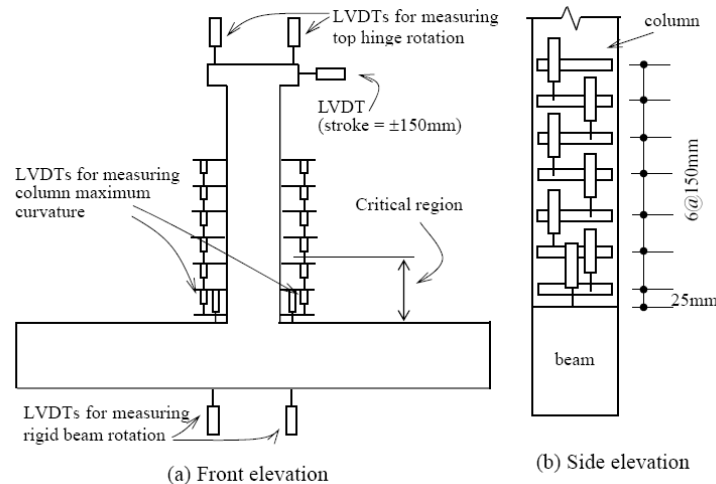 LVDTs for measuring
top hinge rotation
LVDT
(stroke = ±150mm)
LVDTs for measuring
column maximum
curvature
Critical region
LVDTs for measuring
rigid beam rotation
(a) Front elevation
column
6@150mm
25mm
beam
(b) Side elevation